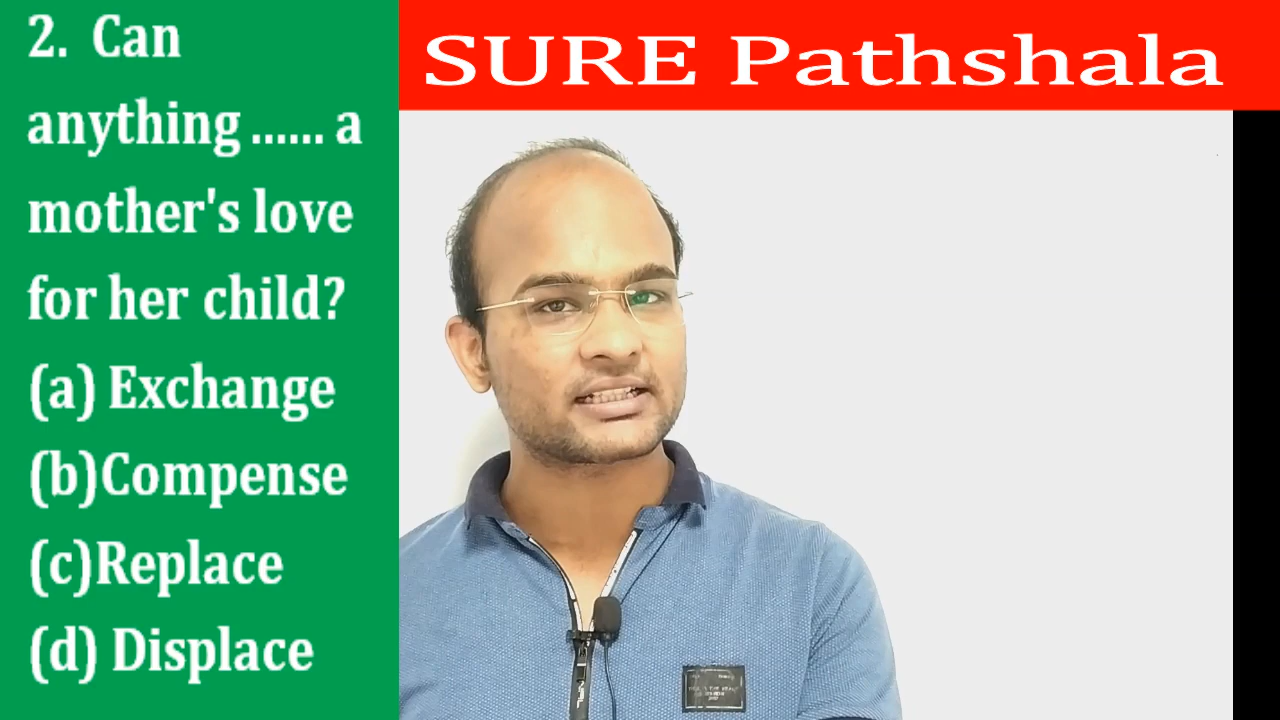 SURE Pathshala
2. Can
anything ...... a
mother's love
for her child?
(a) Exchange
(b)Compense
(c)Replace
(d) Displace